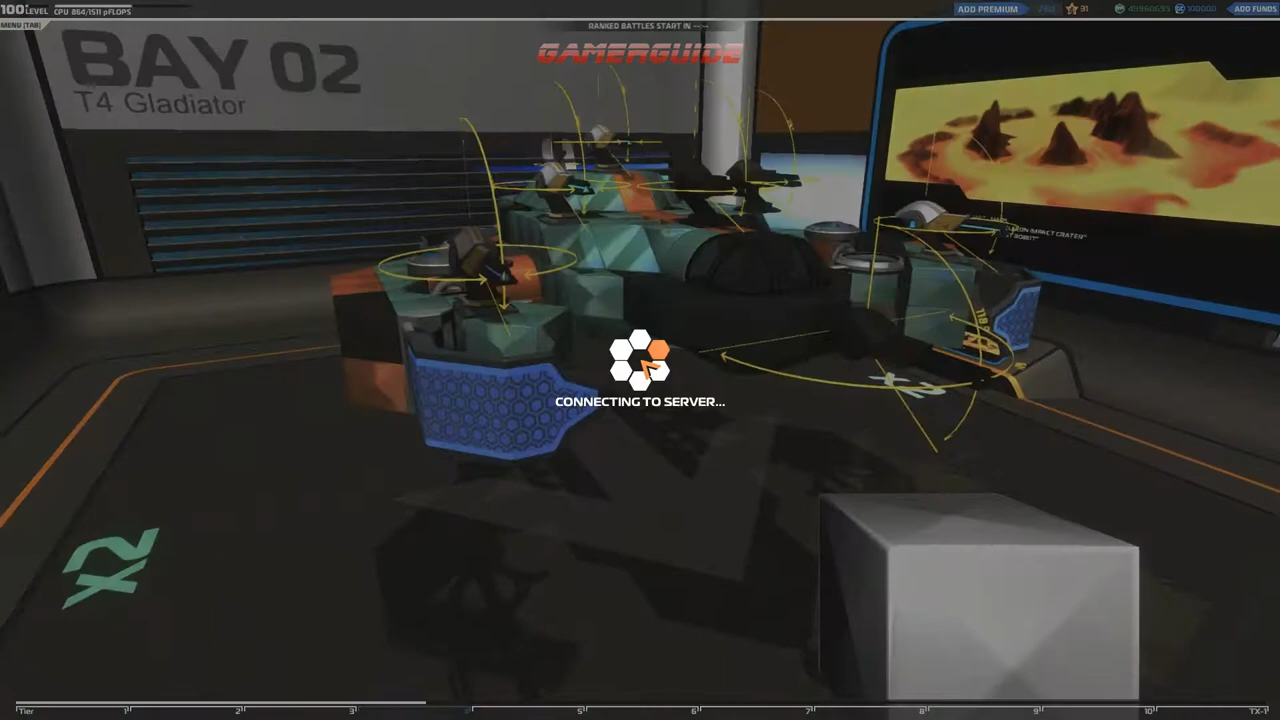 100 LEVEL CPU 864/1511 pFLOPS
ADD PREMIUM 31 100000 ADD FUNDS
MENU [TAB]
RANKED BATTLES START IN --:--
GAMERGUIDE
BAY 02
T4 Gladiator
CONNECTING TO SERVER...
X2
Tier 1 2 3 5 6 7 8 9 10 TX-1